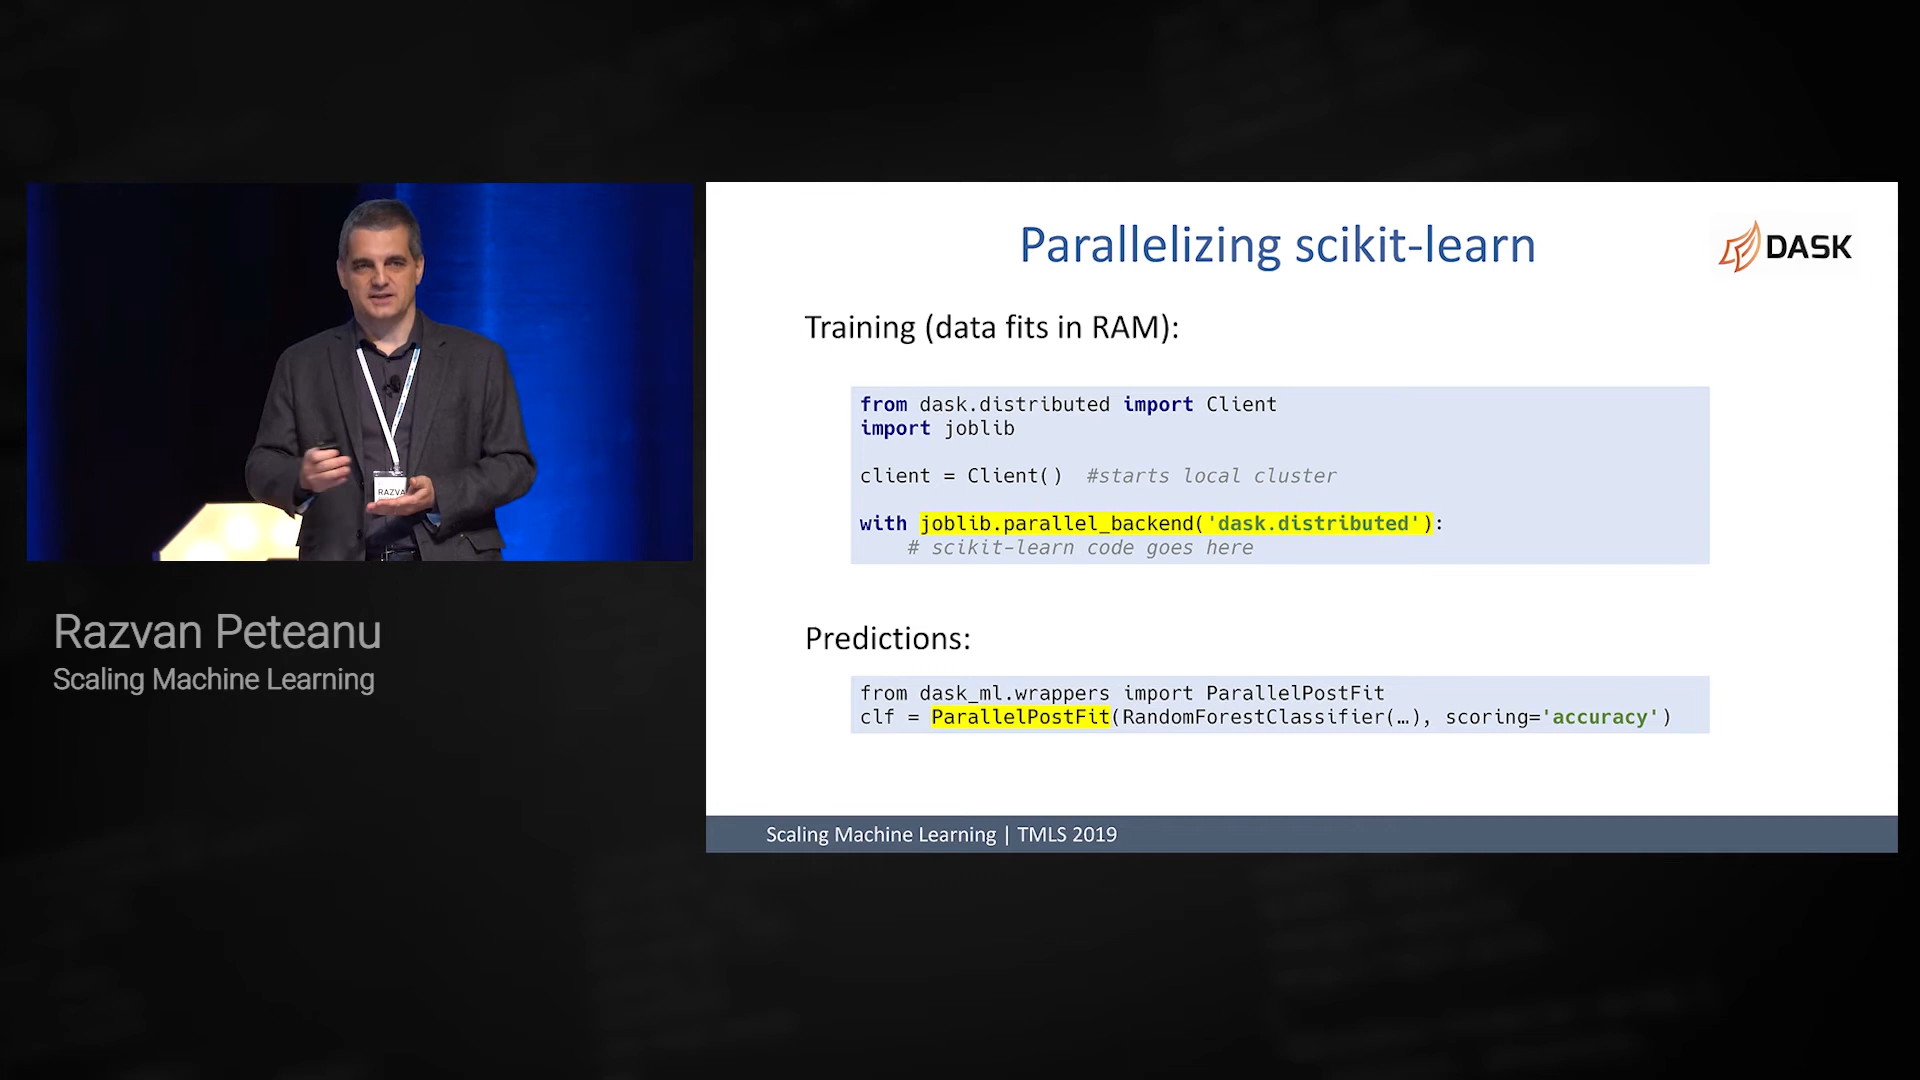 RAZVA
Razvan Peteanu
Scaling Machine Learning
Parallelizing scikit-learn
DASK
Training (data fits in RAM):
from dask.distributed import Client
import joblib
client = Client()  #starts local cluster
with joblib.parallel_backend('dask.distributed'):
# scikit-learn code goes here
Predictions:
from dask_ml.wrappers import ParallelPostFit
clf = ParallelPostFit(RandomForestClassifier(…), scoring='accuracy')
Scaling Machine Learning | TMLS 2019